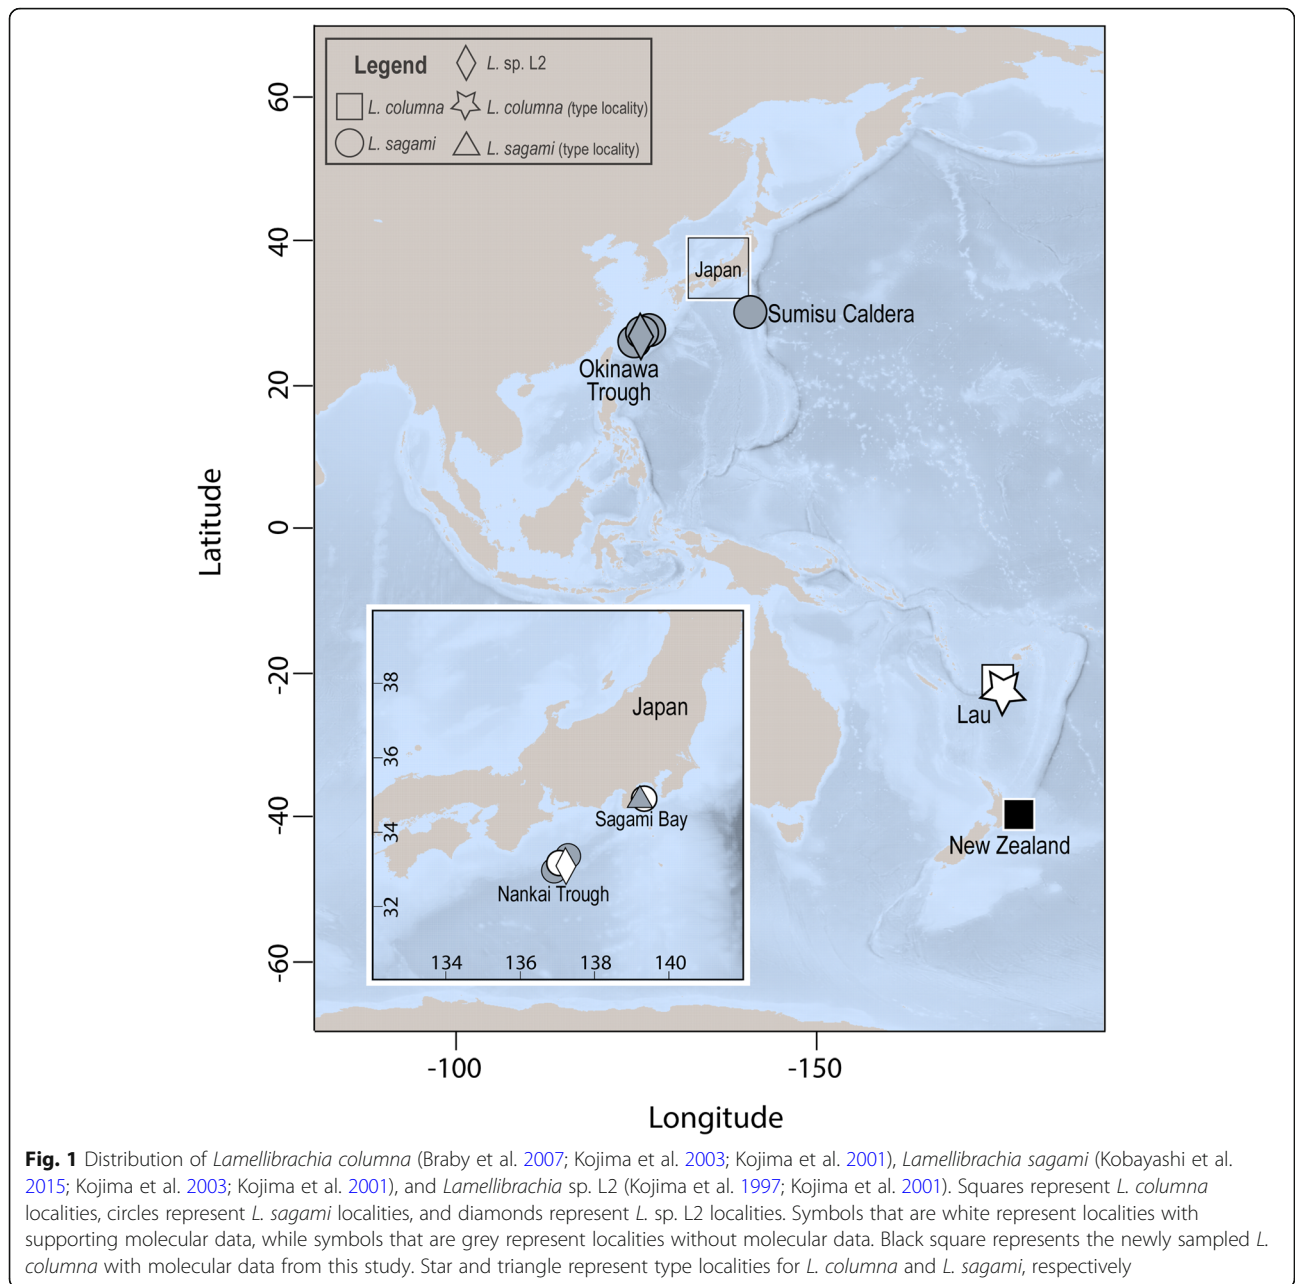 Legend
L. sp. L2
L. columna
L. columna (type locality)
L. sagami
L. sagami (type locality)
60
40
20
0
-20
-40
-60
Latitude
Japan
Sumisu Caldera
Okinawa
Trough
Lau
New Zealand
38
36
34
32
Japan
Sagami Bay
Nankai Trough
134 136 138 140
-100 -150
Longitude
Fig. 1 Distribution of Lamellibrachia columna (Braby et al. 2007; Kojima et al. 2003; Kojima et al. 2001), Lamellibrachia sagami (Kobayashi et al.
2015; Kojima et al. 2003; Kojima et al. 2001), and Lamellibrachia sp. L2 (Kojima et al. 1997; Kojima et al. 2001). Squares represent L. columna
localities, circles represent L. sagami localities, and diamonds represent L. sp. L2 localities. Symbols that are white represent localities with
supporting molecular data, while symbols that are grey represent localities without molecular data. Black square represents the newly sampled L.
columna with molecular data from this study. Star and triangle represent type localities for L. columna and L. sagami, respectively